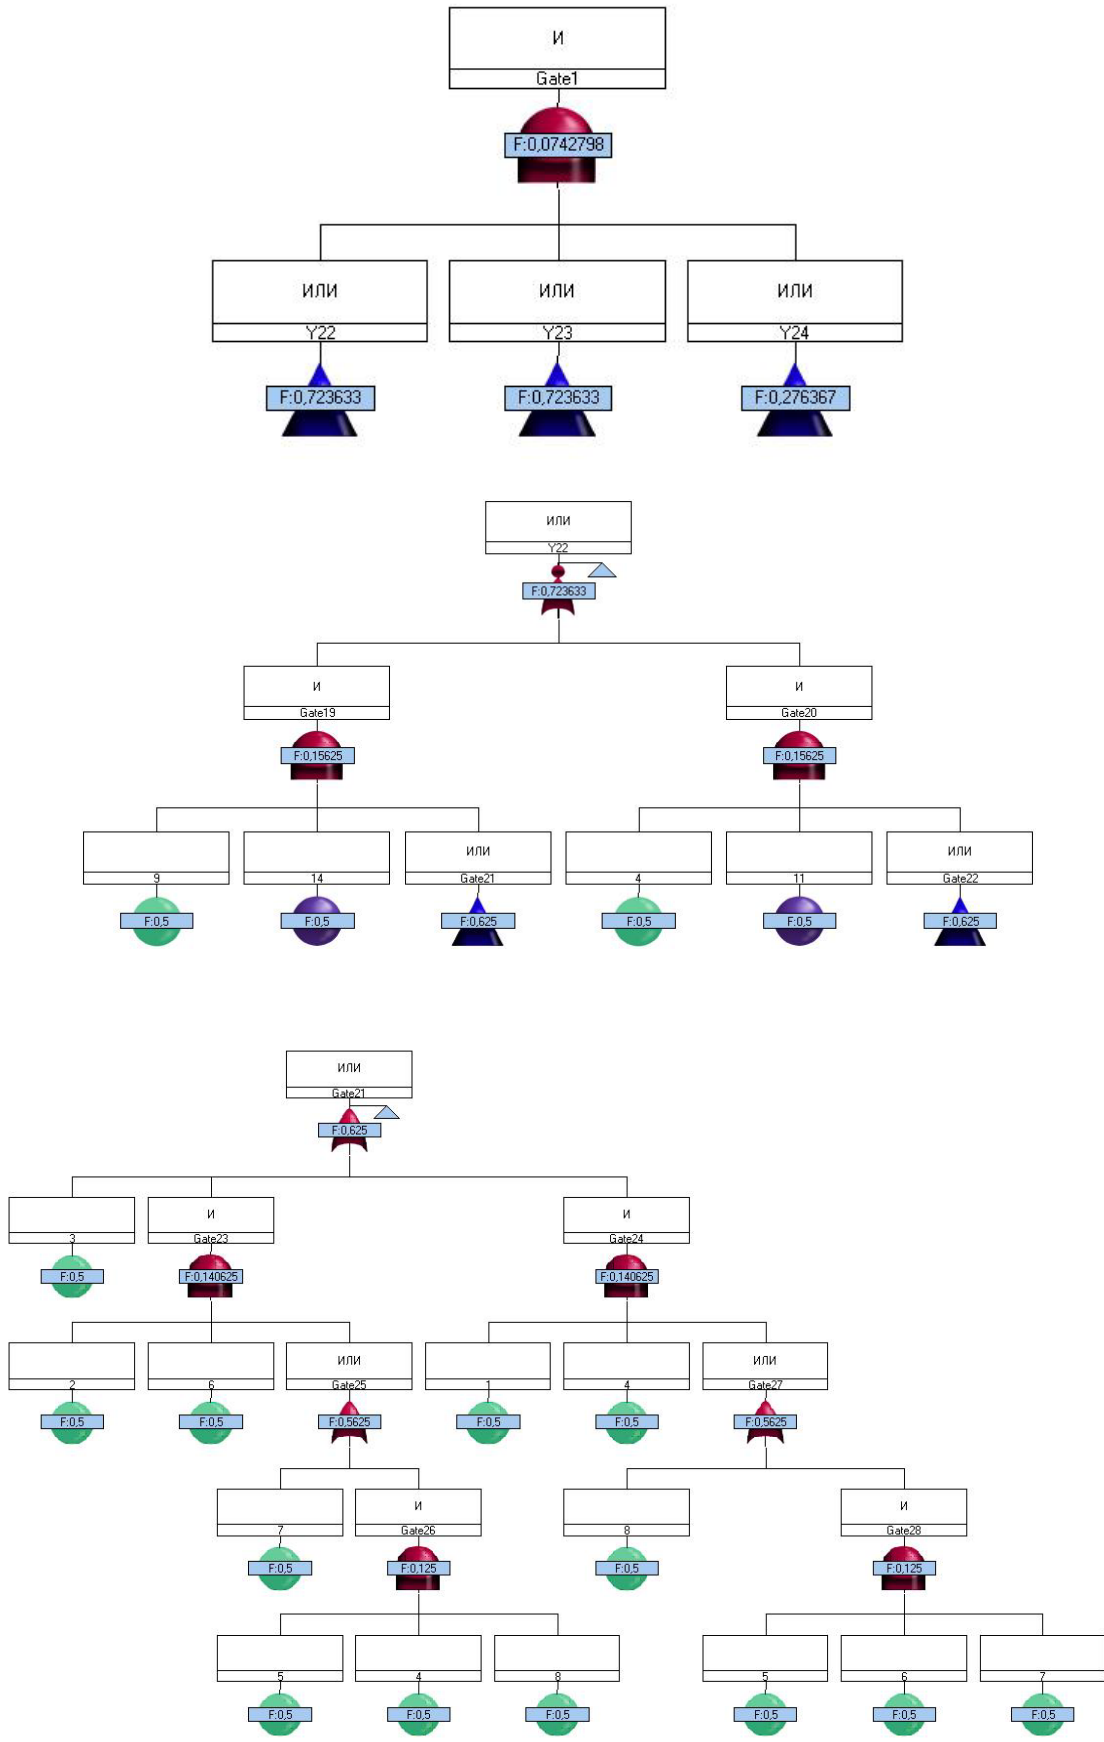 И
Gate1
F:0,0742798
ИЛИ ИЛИ ИЛИ
Y22 Y23 Y24
F:0,723633 F:0,723633 F:0,276367
ИЛИ
Y22
F:0,723633
И И
Gate19 Gate20
F:0,15625 F:0,15625
ИЛИ ИЛИ
9 14 Gate21 4 11 Gate22
F:0,5 F:0,5 F:0,625 F:0,5 F:0,5 F:0,625
ИЛИ
Gate21
F:0,625
И И
3 Gate23 Gate24
F:0,5 F:0,140625 F:0,140625
ИЛИ ИЛИ
2 6 Gate25 1 4 Gate27
F:0,5 F:0,5 F:0,5625 F:0,5 F:0,5 F:0,5625
И И
7 Gate26 8 Gate28
F:0,5 F:0,125 F:0,5 F:0,125
5 4 8 5 6 7
F:0,5 F:0,5 F:0,5 F:0,5 F:0,5 F:0,5